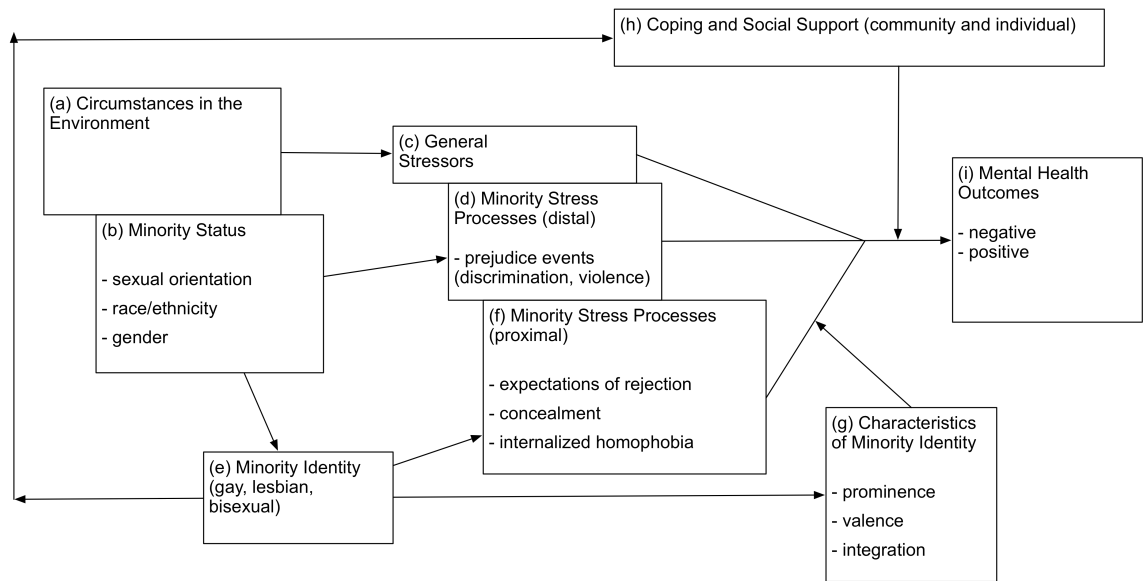 (h) Coping and Social Support (community and individual)
(a) Circumstances in the
Environment
(c) General
Stressors
(i) Mental Health
Outcomes
- negative
- positive
(b) Minority Status
- sexual orientation
- race/ethnicity
- gender
(d) Minority Stress
Processes (distal)
- prejudice events
(discrimination, violence)
(f) Minority Stress Processes
(proximal)
- expectations of rejection
- concealment
- internalized homophobia
(g) Characteristics
of Minority Identity
- prominence
- valence
- integration
(e) Minority Identity
(gay, lesbian,
bisexual)